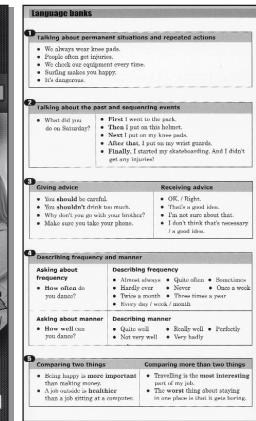 Language banks
1
Talking about permanent situations and repeated actions
• We always wear knee pads.
• People often get injuries.
• We check our equipment every time.
• Surfing makes you happy.
• It's dangerous.
2
Talking about the past and sequencing events
• What did you do on Saturday?
• First I went to the park.
• Then I put on this helmet.
• Next I put on my knee pads.
• After that, I put on my wrist guards.
• Finally, I started my skateboarding. And I didn't get any injuries!
3
Giving advice
• You should be careful.
• You shouldn't drink too much.
• Why don't you go with your brother?
• Make sure you take your phone.
Receiving advice
• OK. / Right.
• That's a good idea.
• I'm not sure about that.
• I don't think that's necessary / a good idea.
4
Describing frequency and manner
Asking about frequency
• How often do you dance?
Describing frequency
• Almost always • Quite often • Sometimes
• Hardly ever • Never • Once a week
• Twice a month • Three times a year
• Every day / week / month
Asking about manner
• How well can you dance?
Describing manner
• Quite well • Really well • Perfectly
• Not very well • Very badly
5
Comparing two things
• Being happy is more important than making money.
• A job outside is healthier than a job sitting at a computer.
Comparing more than two things
• Travelling is the most interesting part of my job.
• The worst thing about staying in one place is that it gets boring.